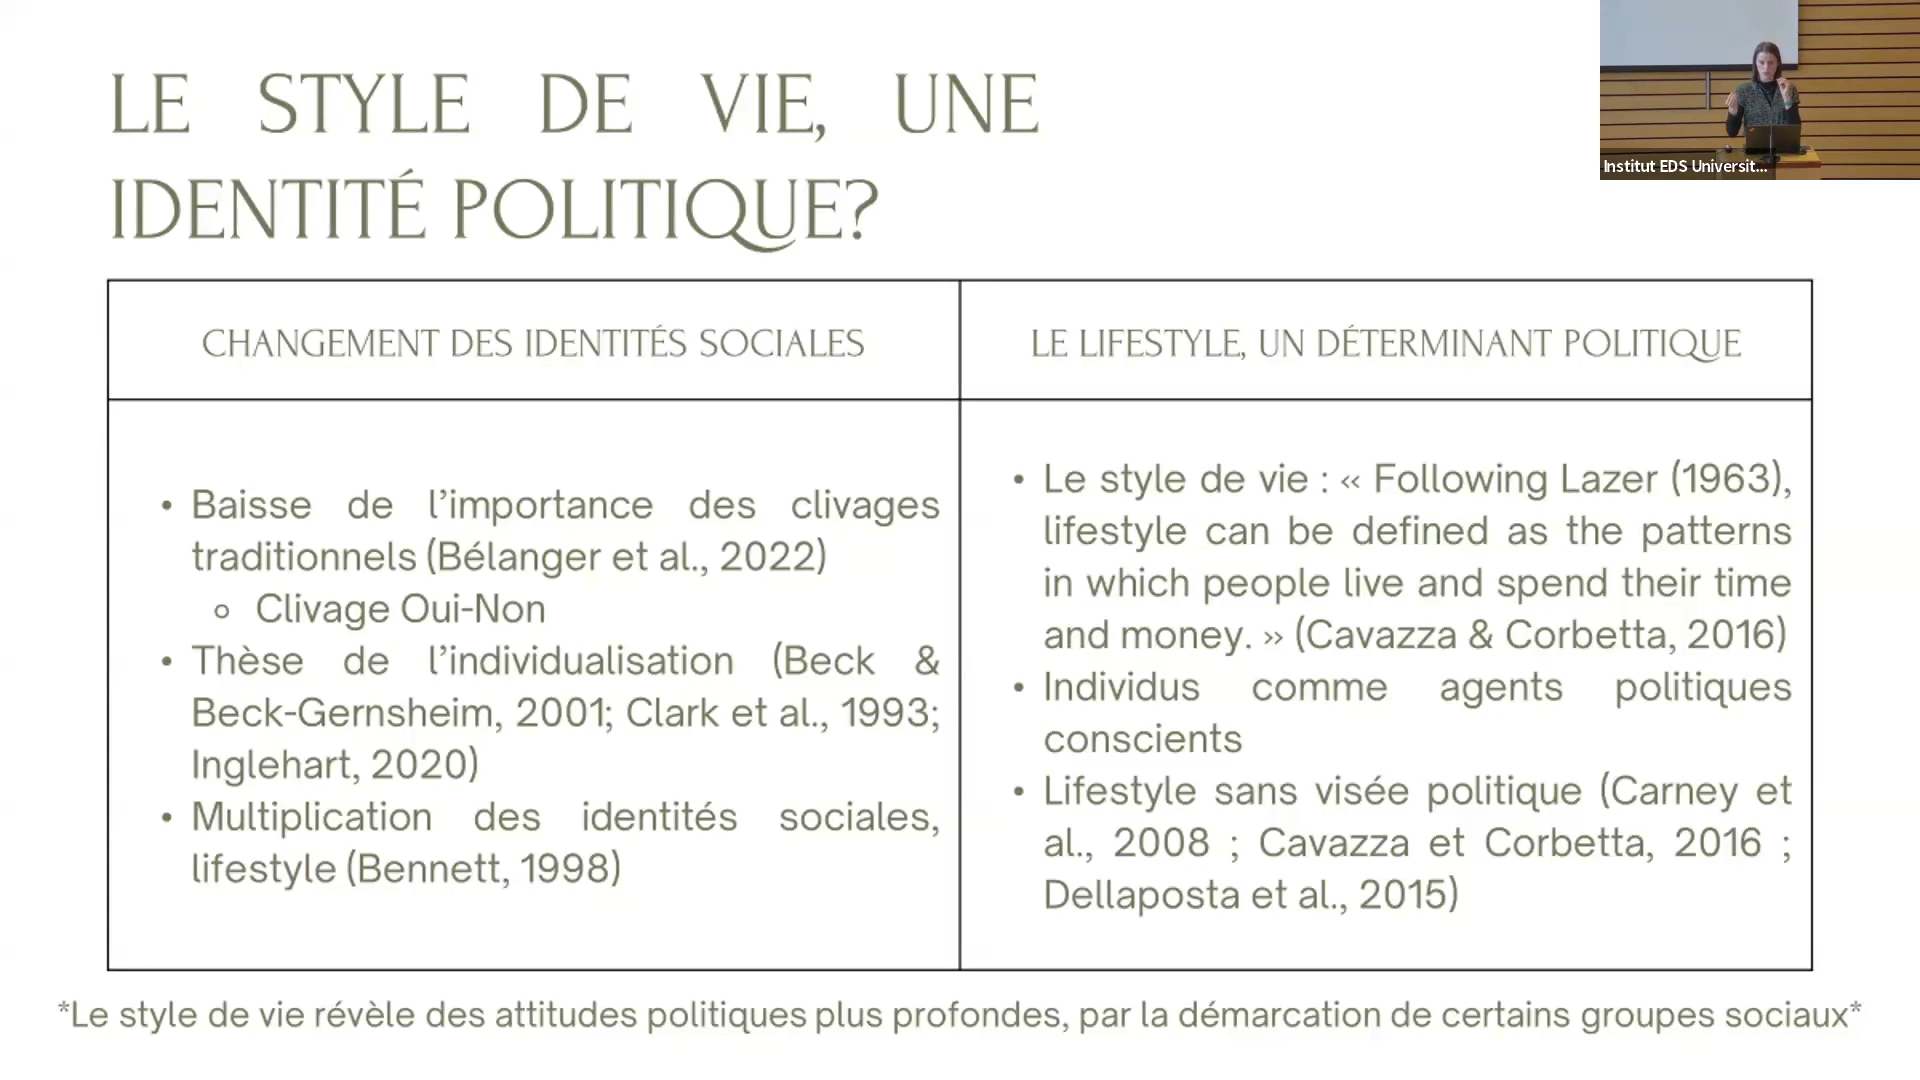 LE STYLE DE VIE, UNE
IDENTITÉ POLITIQUE?
Institut EDS Universit...
CHANGEMENT DES IDENTITÉS SOCIALES
• Baisse de l’importance des clivages
traditionnels (Bélanger et al., 2022)
○ Clivage Oui-Non
• Thèse de l’individualisation (Beck &
Beck-Gernsheim, 2001; Clark et al., 1993;
Inglehart, 2020)
• Multiplication des identités sociales,
lifestyle (Bennett, 1998)
LE LIFESTYLE, UN DÉTERMINANT POLITIQUE
• Le style de vie : « Following Lazer (1963),
lifestyle can be defined as the patterns
in which people live and spend their time
and money. » (Cavazza & Corbetta, 2016)
• Individus comme agents politiques
conscients
• Lifestyle sans visée politique (Carney et
al., 2008 ; Cavazza et Corbetta, 2016 ;
Dellaposta et al., 2015)
*Le style de vie révèle des attitudes politiques plus profondes, par la démarcation de certains groupes sociaux*